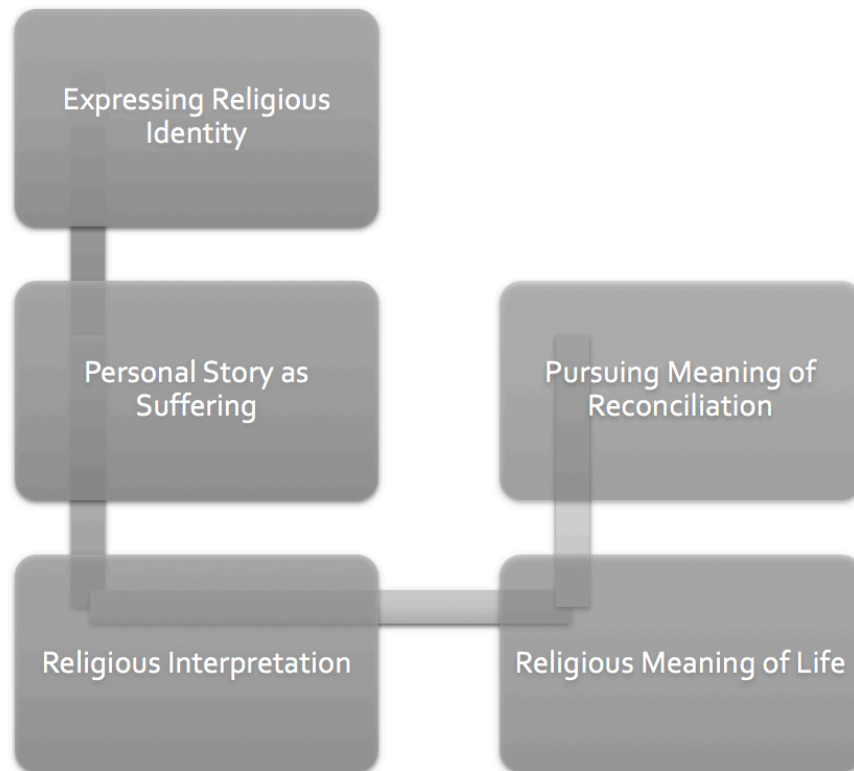 Expressing Religious
Identity
Personal Story as
Suffering
Pursuing Meaning of
Reconciliation
Religious Interpretation
Religious Meaning of Life